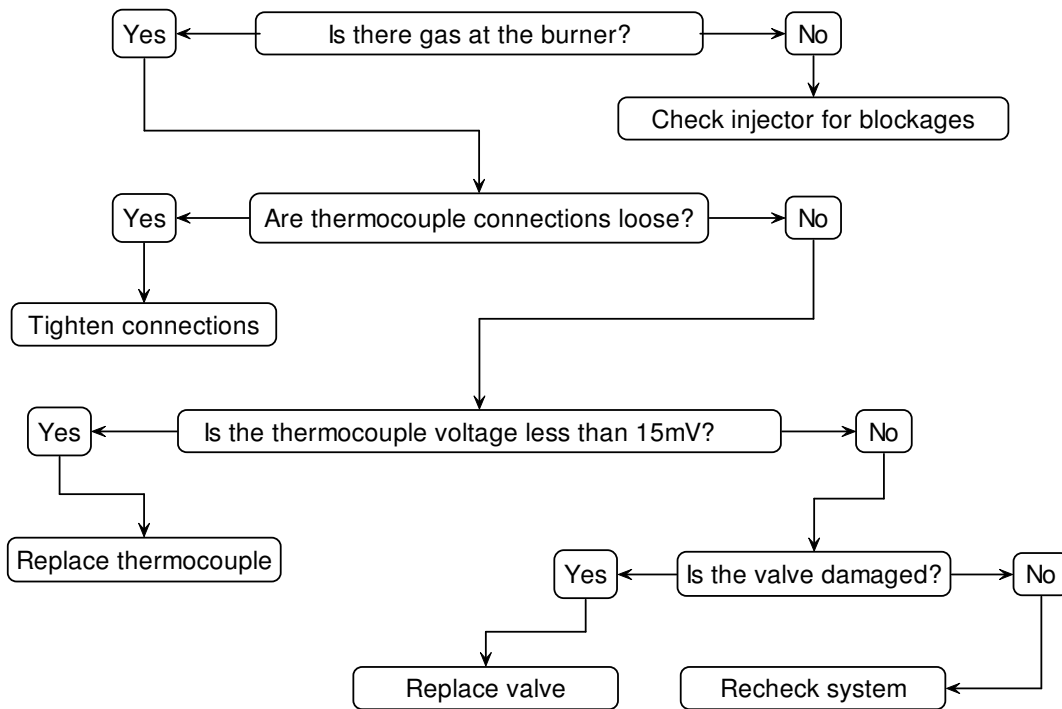 Yes
Is there gas at the burner?
No
Check injector for blockages
Yes
Are thermocouple connections loose?
No
Tighten connections
Yes
Is the thermocouple voltage less than 15mV?
No
Replace thermocouple
Yes
Is the valve damaged?
No
Replace valve
Recheck system